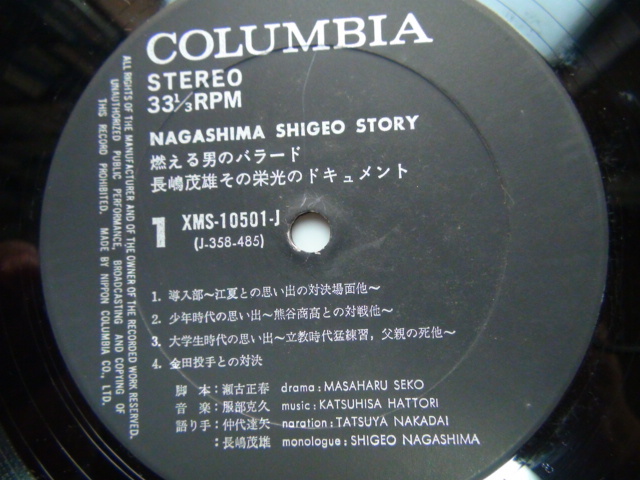 COLUMBIA
STEREO
33⅓RPM
NAGASHIMA SHIGEO STORY
燃える男のバラード
長嶋茂雄その栄光のドキュメント
1 XMS-10501-J
(J-358-485)
1. 導入部〜江夏との思い出の対決場面他〜
2. 少年時代の思い出〜熊谷商高との対戦他〜
3. 大学生時代の思い出〜立教時代猛練習，父親の死他〜
4. 金田投手との対決
脚　本：瀬古正春 drama：MASAHARU SEKO
音　楽：服部克久 music：KATSUHISA HATTORI
語り手：仲代達矢 naration：TATSUYA NAKADAI
：長嶋茂雄 monologue：SHIGEO NAGASHIMA
ALL RIGHTS OF THE MANUFACTURER AND OF THE OWNER OF THE RECORDED WORK RESERVED.
UNAUTHORIZED PUBLIC PERFORMANCE, BROADCASTING AND COPYING OF
THIS RECORD PROHIBITED. MADE BY NIPPON COLUMBIA CO., LTD.